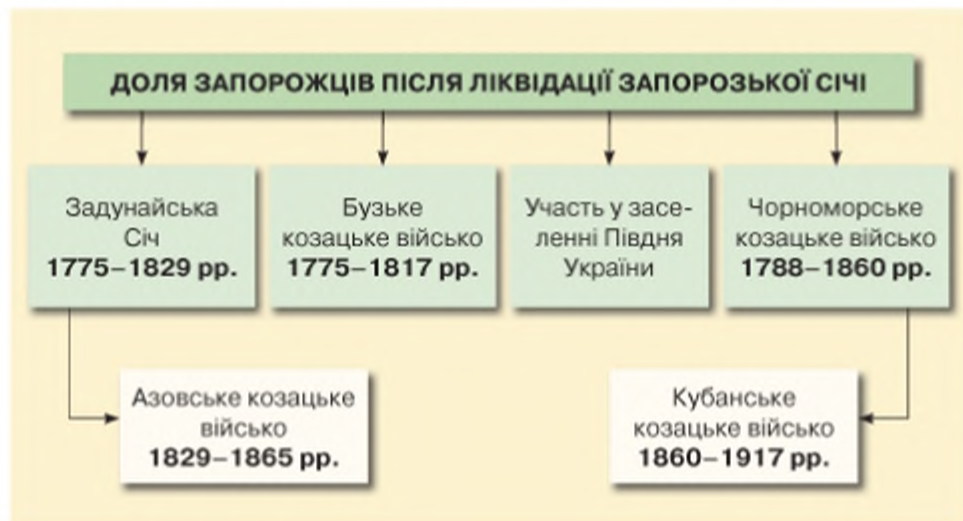 ДОЛЯ ЗАПОРОЖЦІВ ПІСЛЯ ЛІКВІДАЦІЇ ЗАПОРОЗЬКОЇ СІЧІ
Задунайська
Січ
1775–1829 рр.
Бузьке
козацьке військо
1775–1817 рр.
Участь у засе-
ленні Півдня
України
Чорноморське
козацьке військо
1788–1860 рр.
Азовське козацьке
військо
1829–1865 рр.
Кубанське
козацьке військо
1860–1917 рр.